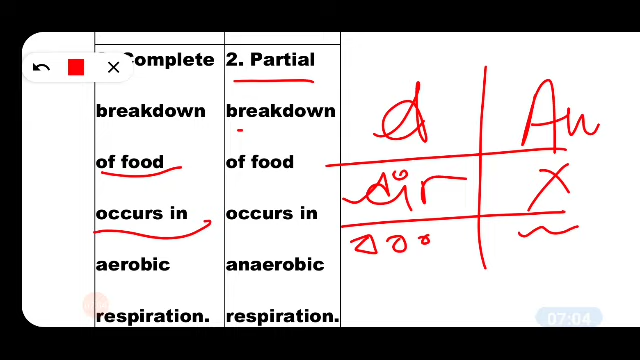 Complete 2. Partial
breakdown breakdown
of food of food
occurs in occurs in
aerobic anaerobic
respiration. respiration.
An
air X
07:04